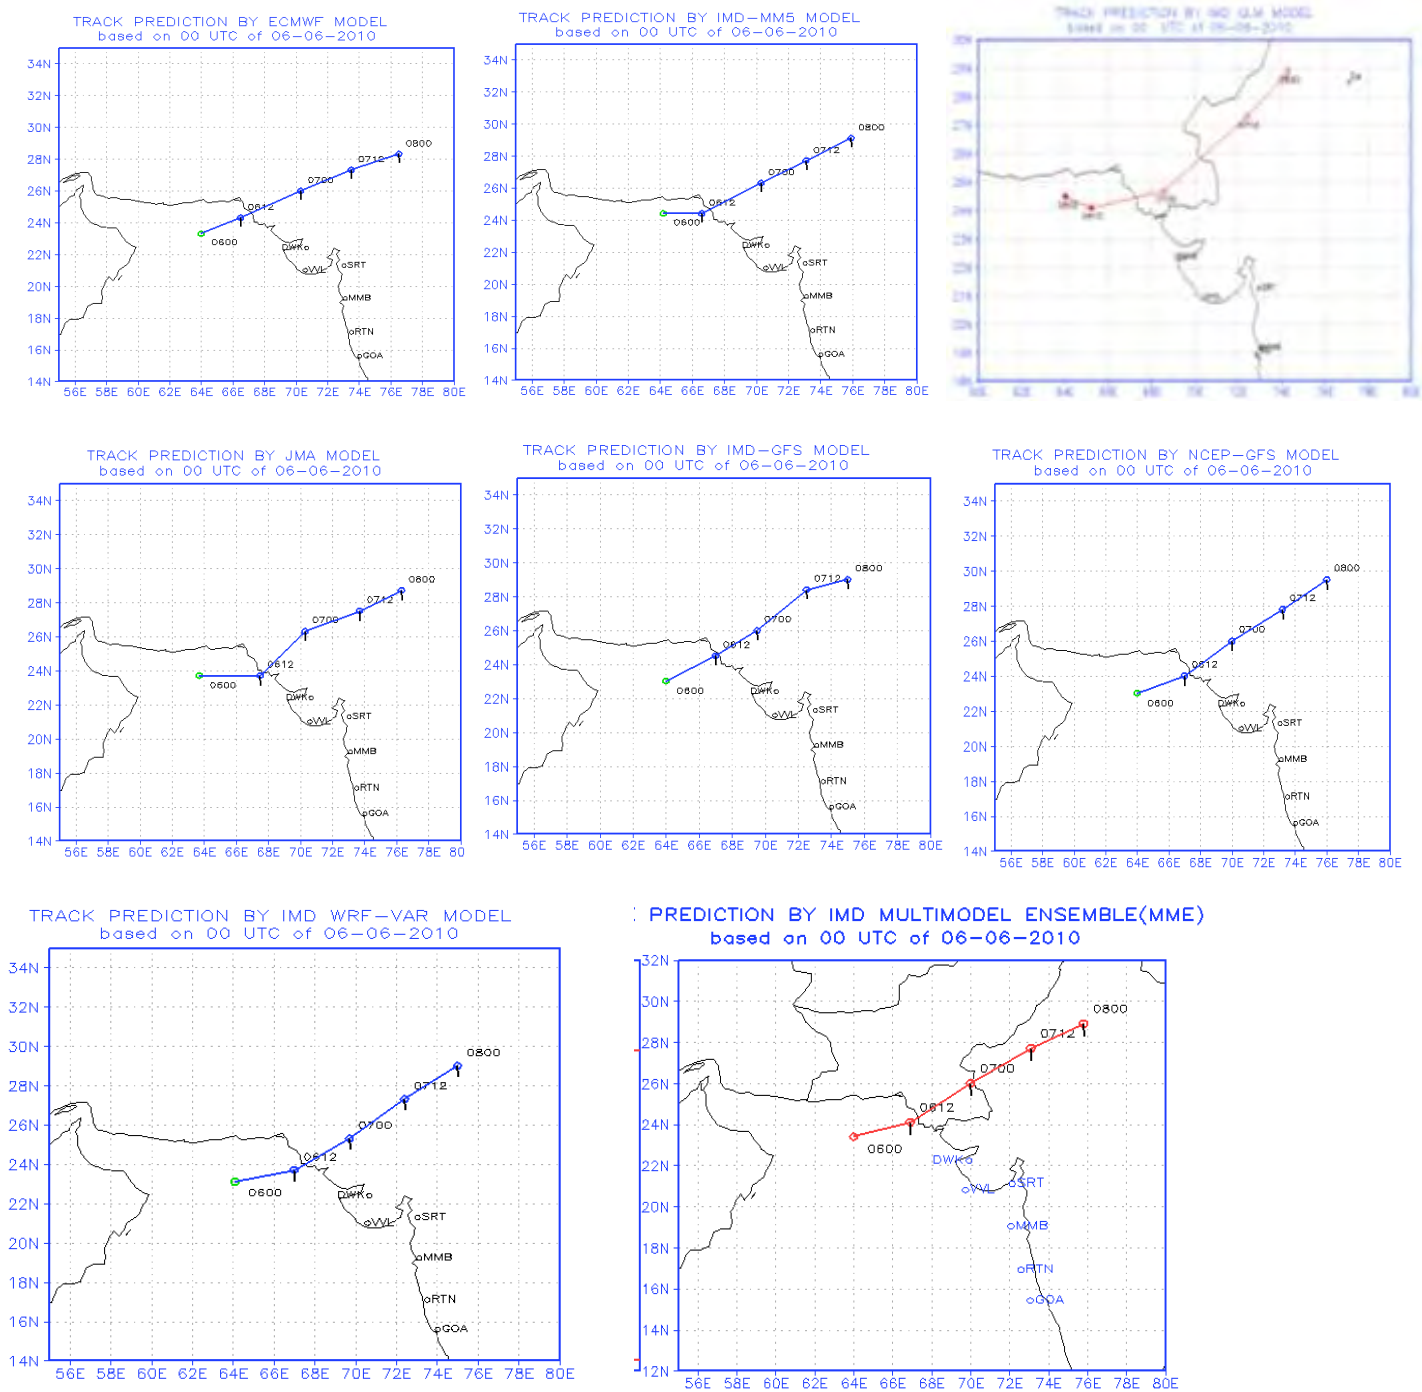 TRACK PREDICTION BY ECMWF MODEL
based on 00 UTC of 06-06-2010
34N
32N
30N
28N
26N
24N
22N
20N
18N
16N
14N
0800
0712
0700
0612
0600
DWK
VVL
SRT
MMB
RTN
GOA
56E 58E 60E 62E 64E 66E 68E 70E 72E 74E 76E 78E 80E
TRACK PREDICTION BY IMD-MM5 MODEL
based on 00 UTC of 06-06-2010
34N
32N
30N
28N
26N
24N
22N
20N
18N
16N
14N
0800
0712
0700
0612
0600
DWK
VVL
SRT
MMB
RTN
GOA
56E 58E 60E 62E 64E 66E 68E 70E 72E 74E 76E 78E 80E
TRACK PREDICTION BY IMD QLM MODEL
based on 00 UTC of 06-06-2010
TRACK PREDICTION BY JMA MODEL
based on 00 UTC of 06-06-2010
34N
32N
30N
28N
26N
24N
22N
20N
18N
16N
14N
0800
0712
0700
0612
0600
DWK
VVL
SRT
MMB
RTN
GOA
56E 58E 60E 62E 64E 66E 68E 70E 72E 74E 76E 78E 80
TRACK PREDICTION BY IMD-GFS MODEL
based on 00 UTC of 06-06-2010
34N
32N
30N
28N
26N
24N
22N
20N
18N
16N
14N
0712
0800
0700
0612
0600
DWK
VVL
SRT
MMB
RTN
GOA
56E 58E 60E 62E 64E 66E 68E 70E 72E 74E 76E 78E 80E
TRACK PREDICTION BY NCEP-GFS MODEL
based on 00 UTC of 06-06-2010
34N
32N
30N
28N
26N
24N
22N
20N
18N
16N
14N
0800
0712
0700
0612
0600
DWK
VVL
SRT
MMB
RTN
GOA
56E 58E 60E 62E 64E 66E 68E 70E 72E 74E 76E 78E 80E
TRACK PREDICTION BY IMD WRF-VAR MODEL
based on 00 UTC of 06-06-2010
34N
32N
30N
28N
26N
24N
22N
20N
18N
16N
14N
0800
0712
0700
0612
0600
DWK
VVL
SRT
MMB
RTN
GOA
56E 58E 60E 62E 64E 66E 68E 70E 72E 74E 76E 78E 80E
: PREDICTION BY IMD MULTIMODEL ENSEMBLE(MME)
based on 00 UTC of 06-06-2010
32N
30N
28N
26N
24N
22N
20N
18N
16N
14N
12N
0800
0712
0700
0612
0600
DWK
VVL
SRT
MMB
RTN
GOA
56E 58E 60E 62E 64E 66E 68E 70E 72E 74E 76E 78E 80E